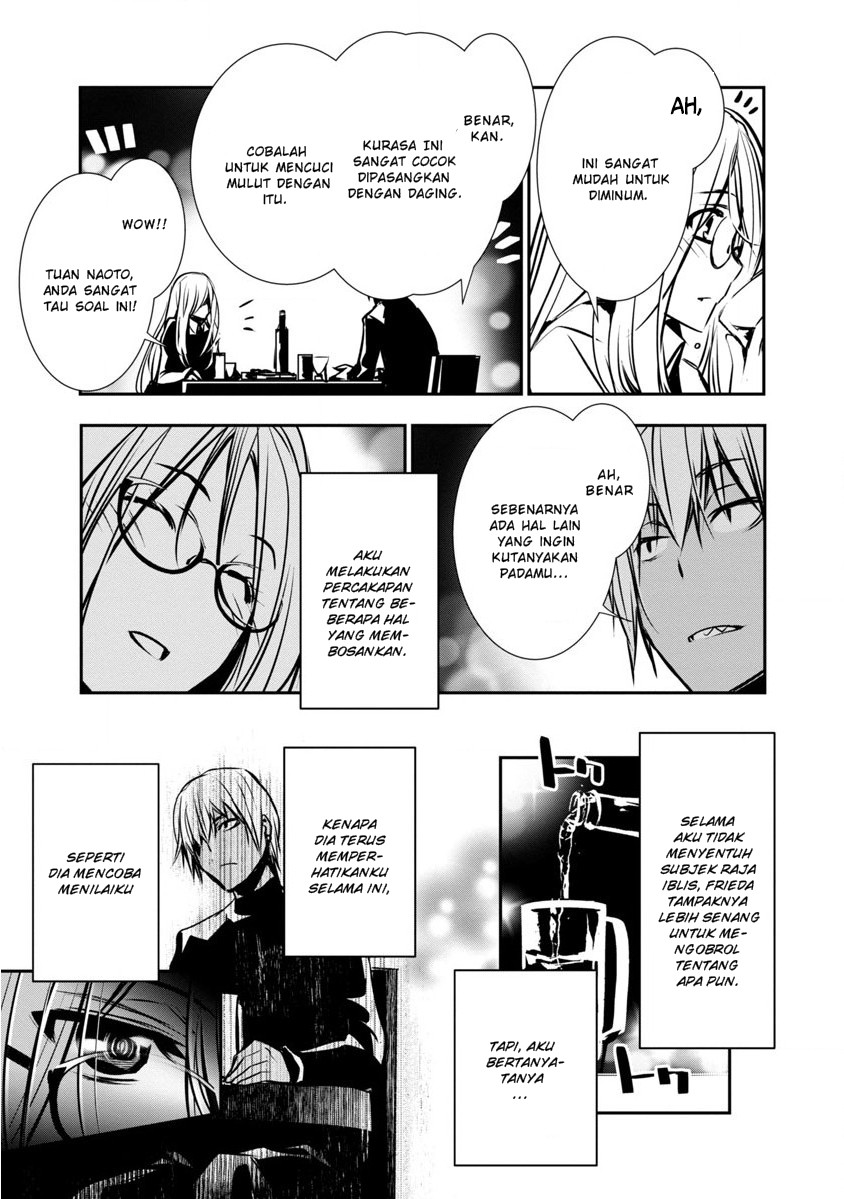 AH,
INI SANGAT
MUDAH UNTUK
DIMINUM.
BENAR,
KAN.
KURASA INI
SANGAT COCOK
DIPASANGKAN
DENGAN DAGING.
COBALAH
UNTUK MENCUCI
MULUT DENGAN
ITU.
WOW!!
TUAN NAOTO,
ANDA SANGAT
TAU SOAL INI!
AH,
BENAR
SEBENARNYA
ADA HAL LAIN
YANG INGIN
KUTANYAKAN
PADAMU...
AKU
MELAKUKAN
PERCAKAPAN
TENTANG BE-
BERAPA HAL
YANG MEM-
BOSANKAN.
SELAMA
AKU TIDAK
MENYENTUH
SUBJEK RAJA
IBLIS, FRIEDA
TAMPAKNYA
LEBIH SENANG
UNTUK ME-
NGOBROL
TENTANG
APA PUN.
トト
トト
TAPI, AKU
BERTANYA-
TANYA
...
KENAPA
DIA TERUS
MEMPER-
HATIKANKU
SELAMA INI,
SEPERTI
DIA MENCOBA
MENILAIKU